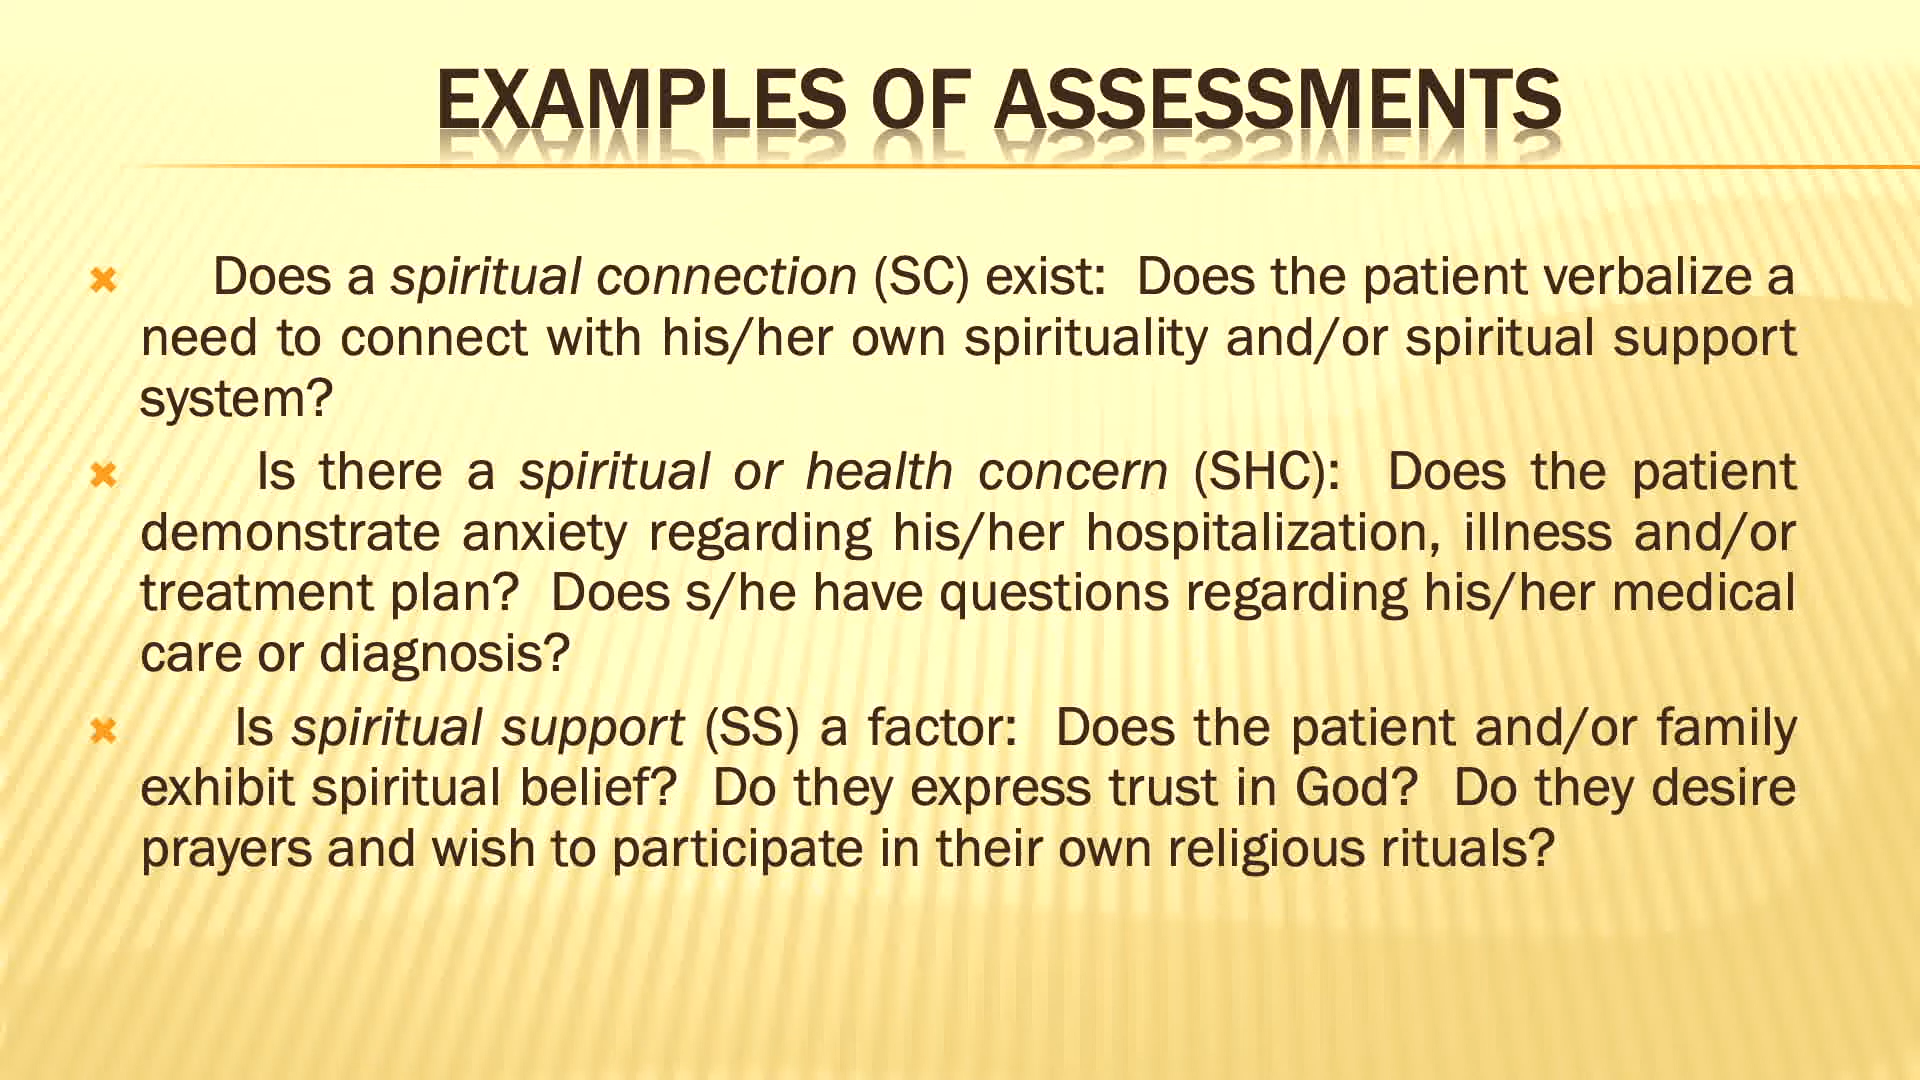 EXAMPLES OF ASSESSMENTS
Does a spiritual connection (SC) exist: Does the patient verbalize a
need to connect with his/her own spirituality and/or spiritual support
system?
Is there a spiritual or health concern (SHC): Does the patient
demonstrate anxiety regarding his/her hospitalization, illness and/or
treatment plan? Does s/he have questions regarding his/her medical
care or diagnosis?
Is spiritual support (SS) a factor: Does the patient and/or family
exhibit spiritual belief? Do they express trust in God? Do they desire
prayers and wish to participate in their own religious rituals?